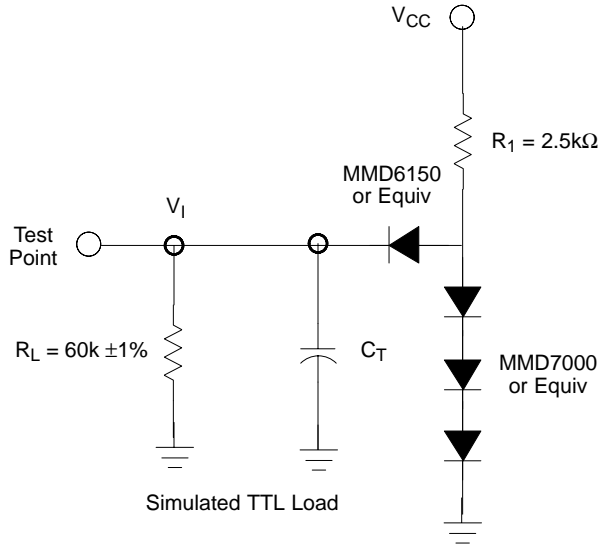 V_CC
R_1 = 2.5kΩ
MMD6150
or Equiv
V_I
Test
Point
R_L = 60k ±1%
C_T
MMD7000
or Equiv
Simulated TTL Load